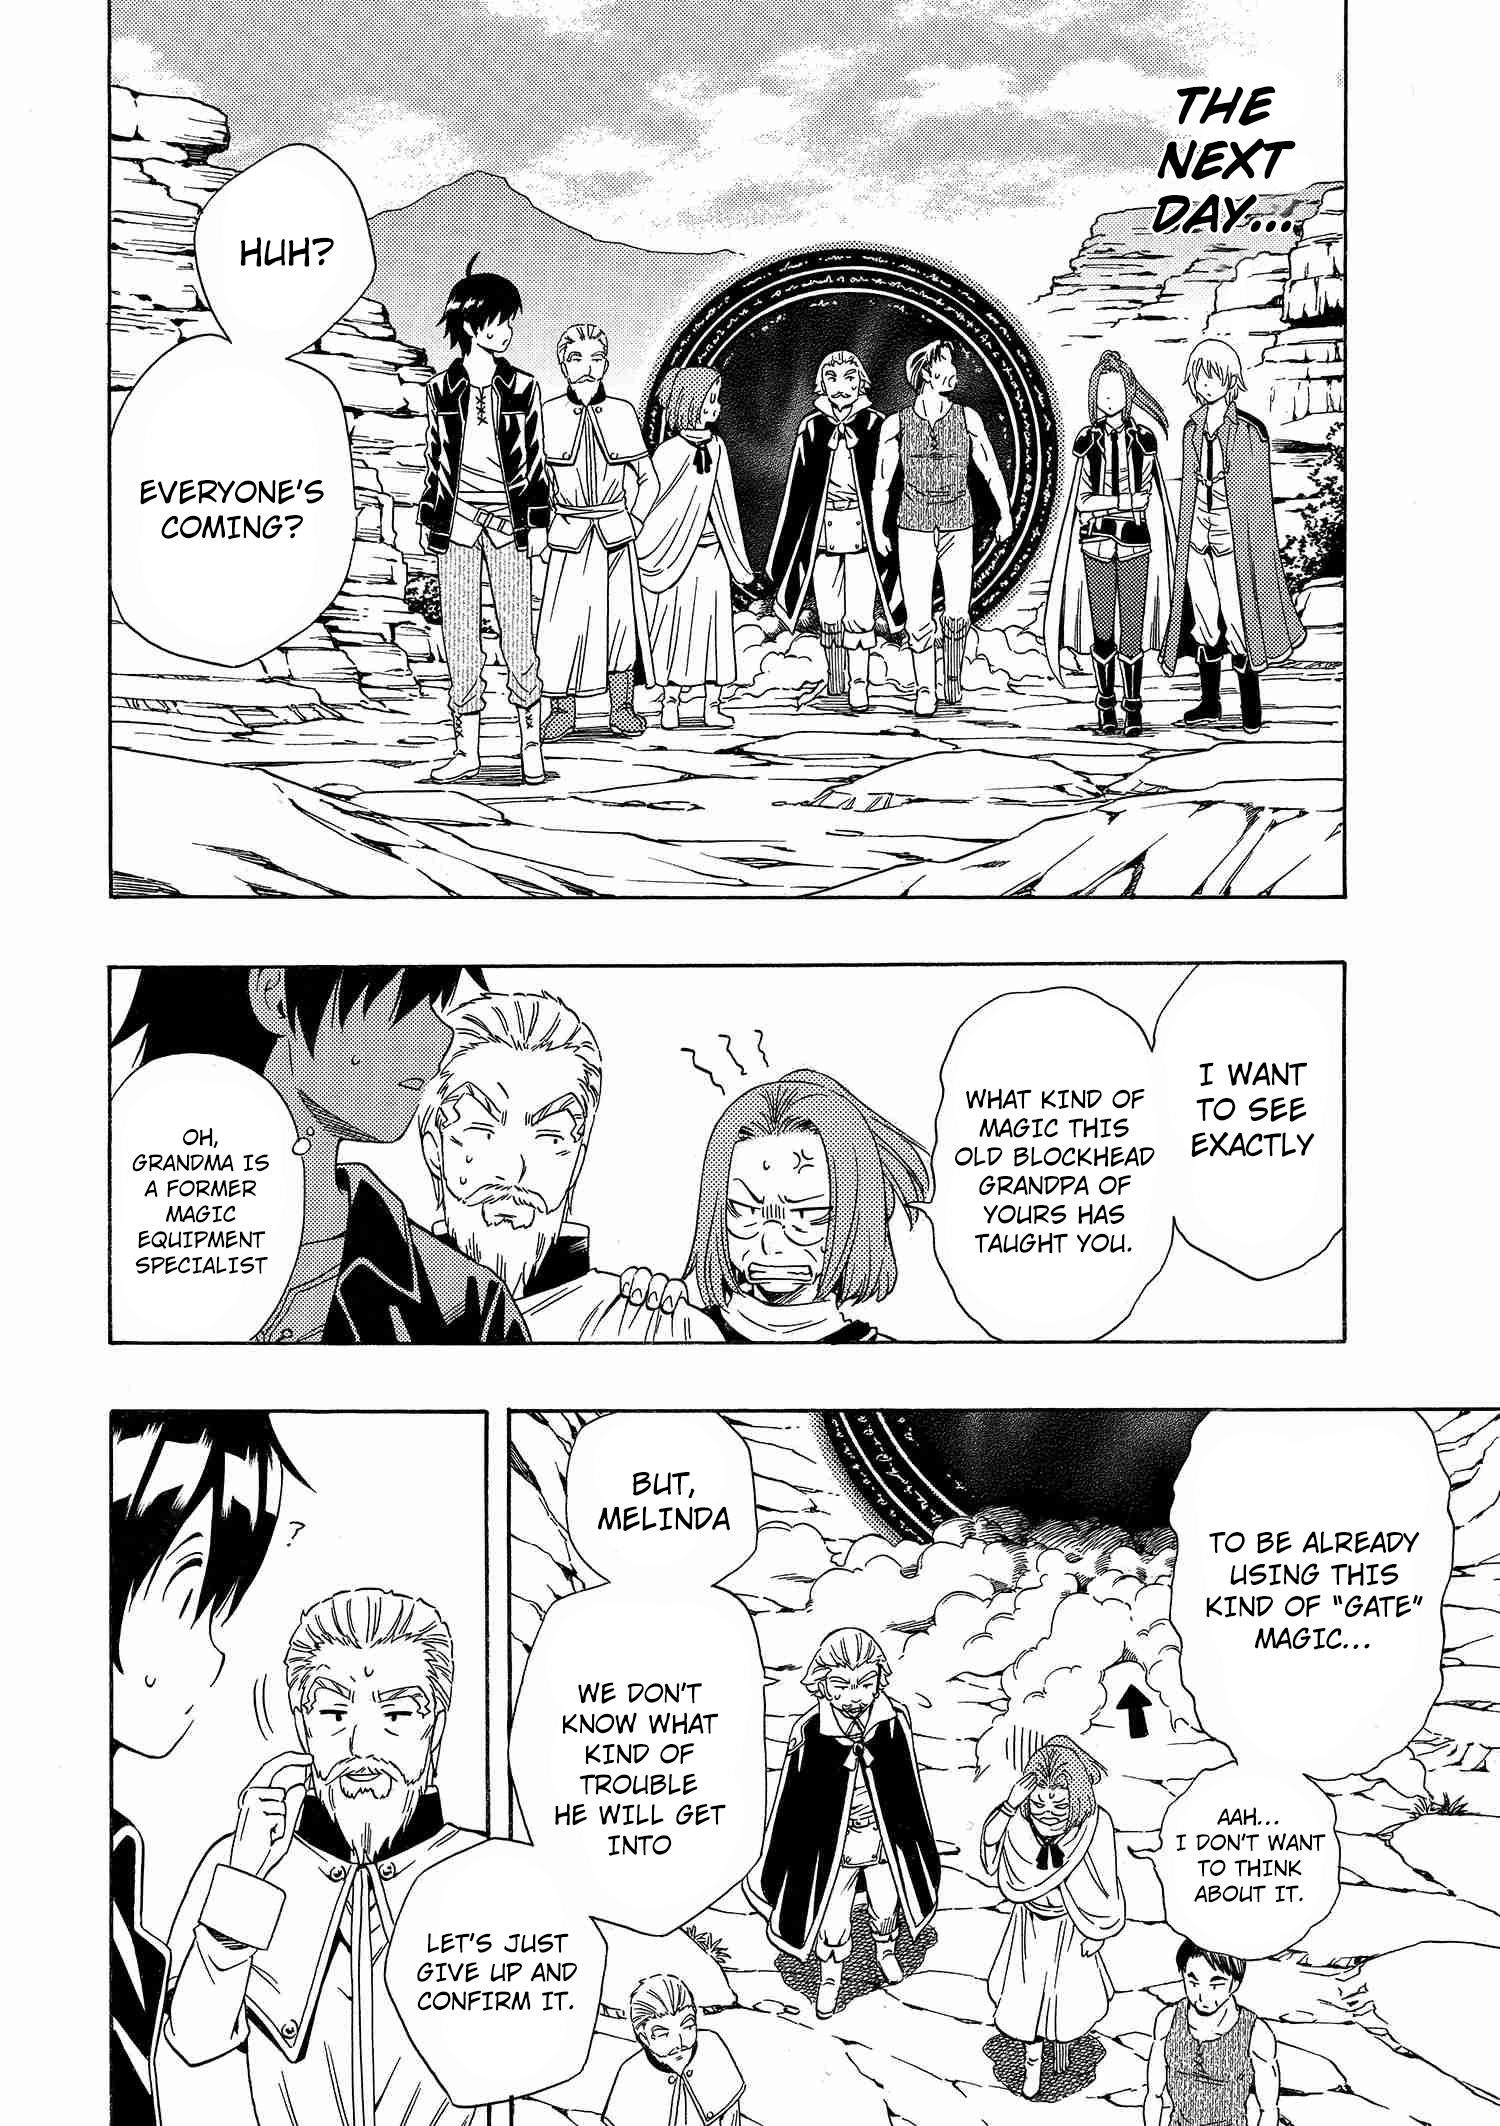 THE
NEXT
DAY...
HUH?
EVERYONE'S
COMING?
I WANT
TO SEE
EXACTLY
WHAT KIND OF
MAGIC THIS
OLD BLOCKHEAD
GRANDPA OF
YOURS HAS
TAUGHT YOU.
OH,
GRANDMA IS
A FORMER
MAGIC
EQUIPMENT
SPECIALIST
TO BE ALREADY
USING THIS
KIND OF "GATE"
MAGIC...
AAH...
I DON'T WANT
TO THINK
ABOUT IT.
BUT,
MELINDA
WE DON'T
KNOW WHAT
KIND OF
TROUBLE
HE WILL GET
INTO
LET'S JUST
GIVE UP AND
CONFIRM IT.
?